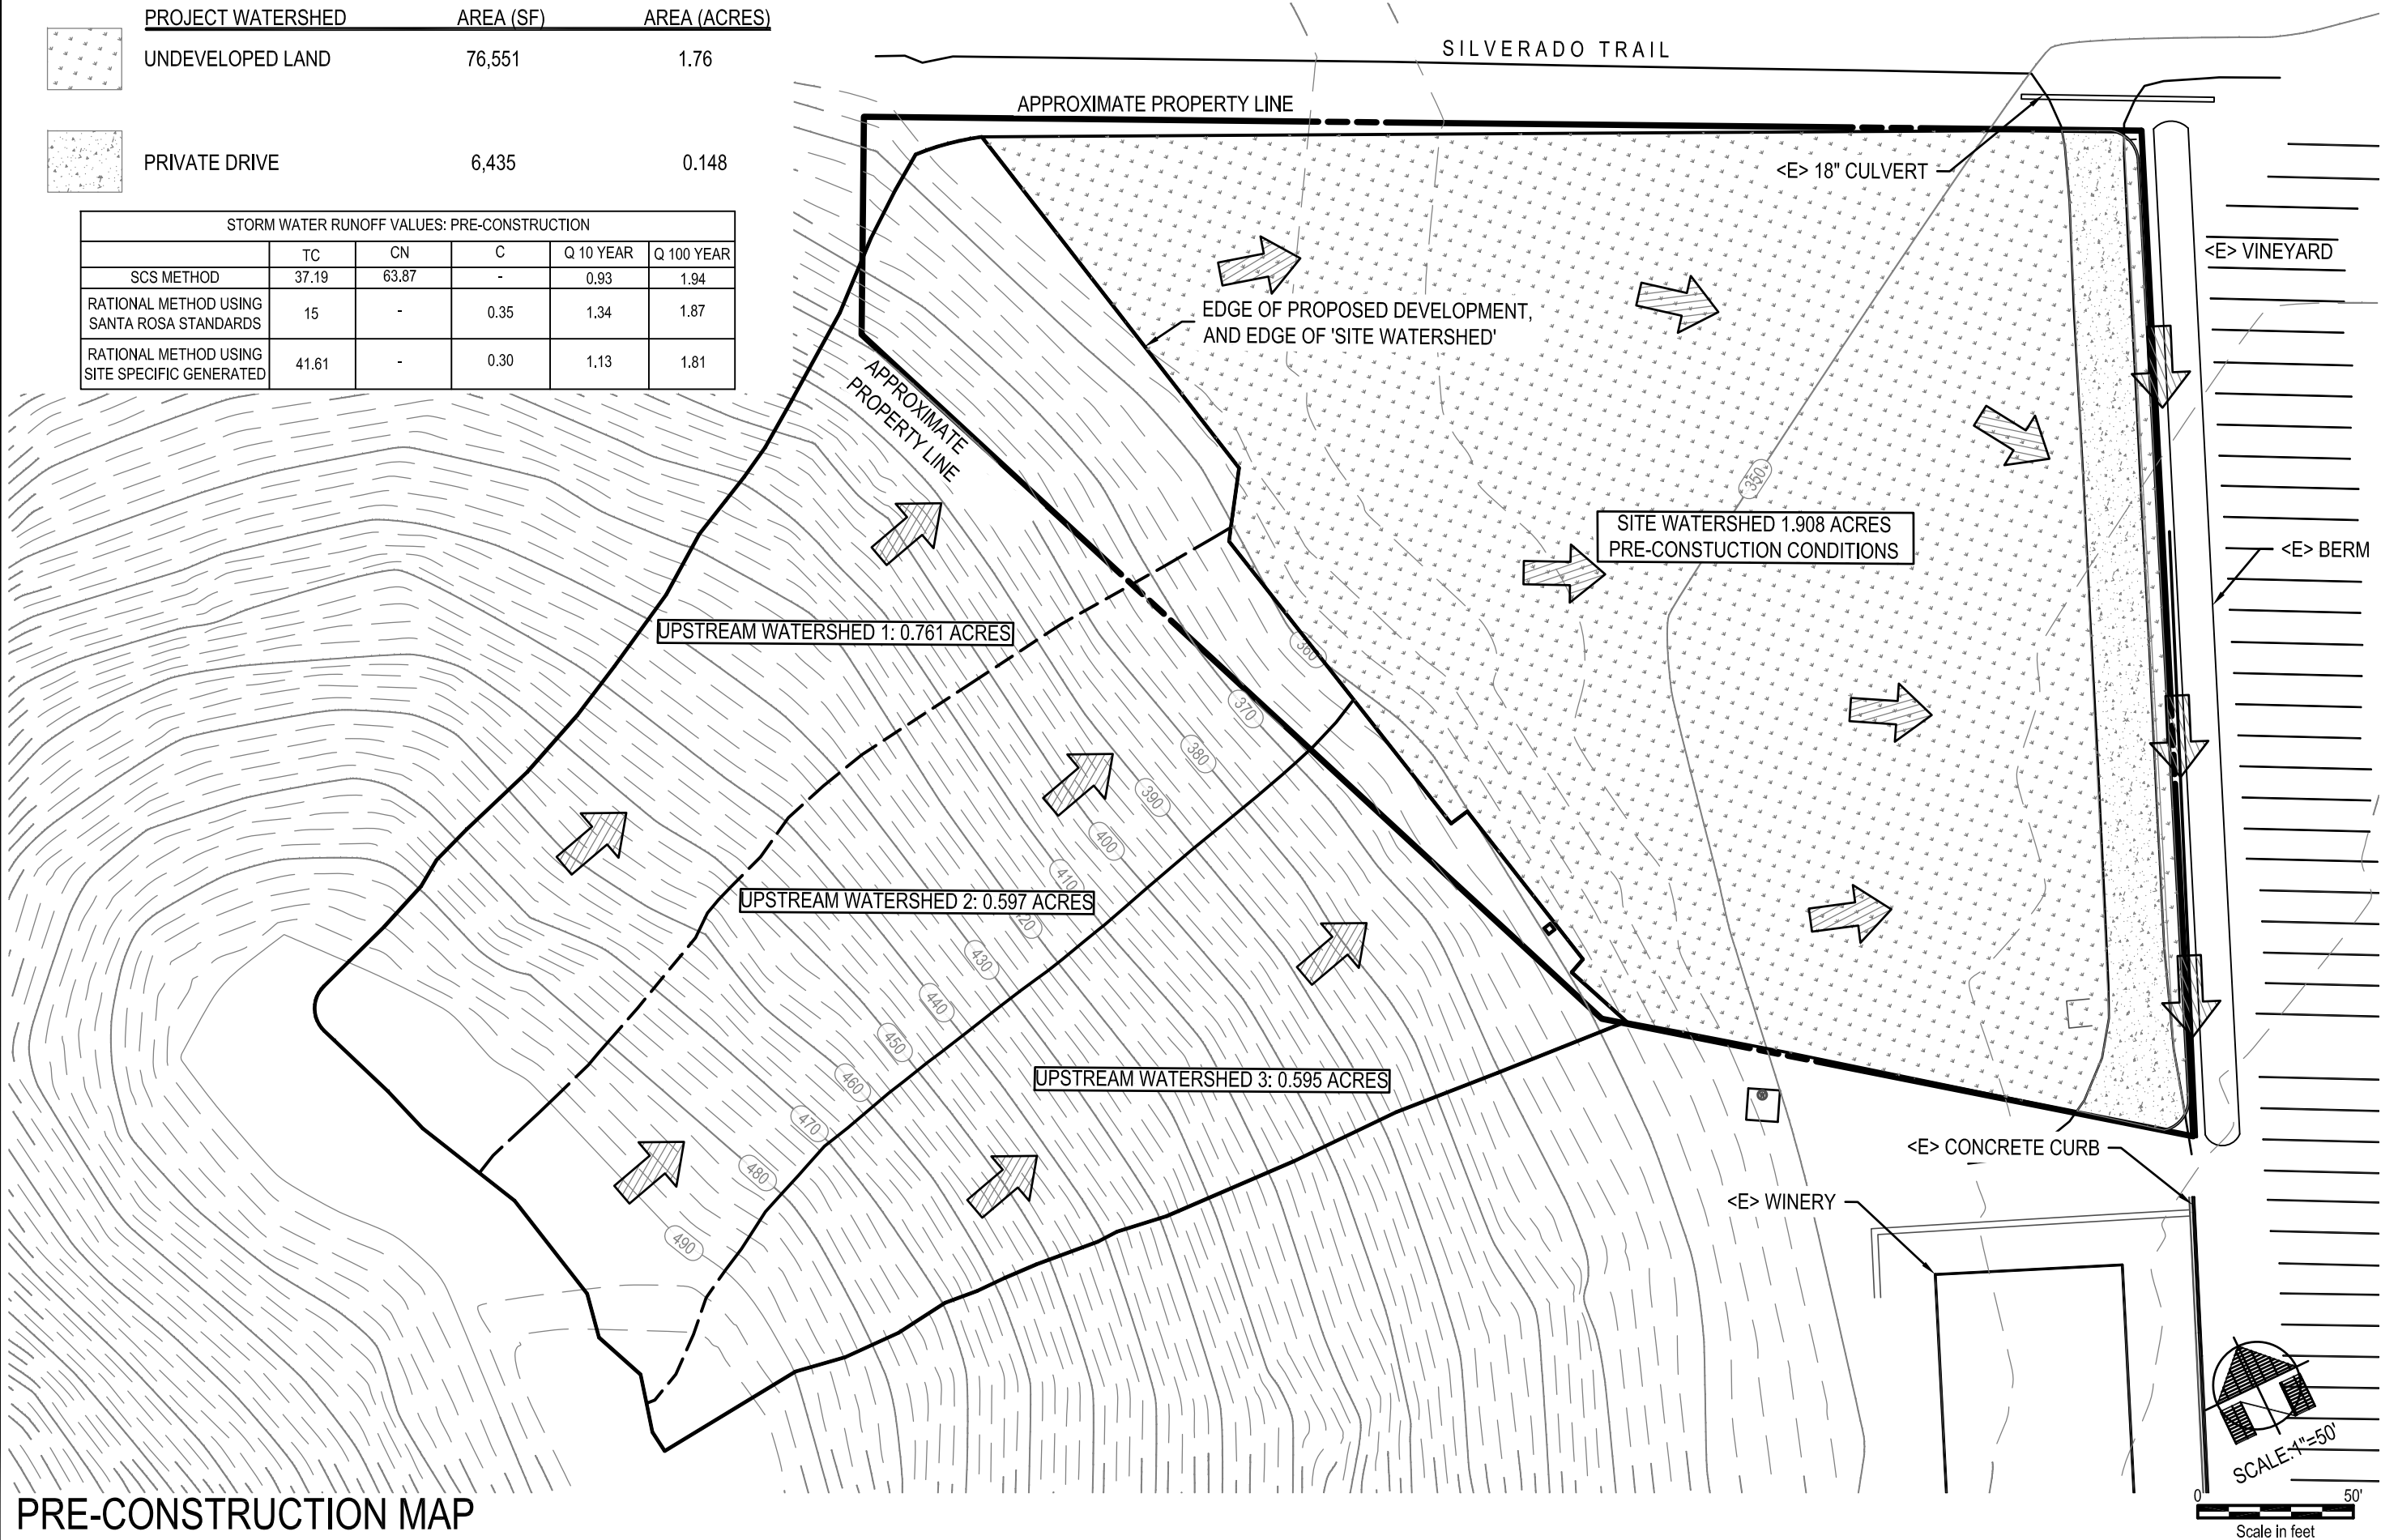 PROJECT WATERSHED AREA (SF) AREA (ACRES)
UNDEVELOPED LAND 76,551 1.76
PRIVATE DRIVE 6,435 0.148
STORM WATER RUNOFF VALUES: PRE-CONSTRUCTION
TC CN C Q 10 YEAR Q 100 YEAR
SCS METHOD 37.19 63.87 - 0.93 1.94
RATIONAL METHOD USING
SANTA ROSA STANDARDS 15 - 0.35 1.34 1.87
RATIONAL METHOD USING
SITE SPECIFIC GENERATED 41.61 - 0.30 1.13 1.81
SILVERADO TRAIL
APPROXIMATE PROPERTY LINE
<E> 18" CULVERT
<E> VINEYARD
EDGE OF PROPOSED DEVELOPMENT,
AND EDGE OF 'SITE WATERSHED'
APPROXIMATE
PROPERTY LINE
350
SITE WATERSHED 1.908 ACRES
PRE-CONSTUCTION CONDITIONS
<E> BERM
UPSTREAM WATERSHED 1: 0.761 ACRES
360
370
380
390
400
410
UPSTREAM WATERSHED 2: 0.597 ACRES
420
430
440
450
460
470
480
490
UPSTREAM WATERSHED 3: 0.595 ACRES
<E> CONCRETE CURB
<E> WINERY
SCALE:1"=50'
0 50'
Scale in feet
PRE-CONSTRUCTION MAP